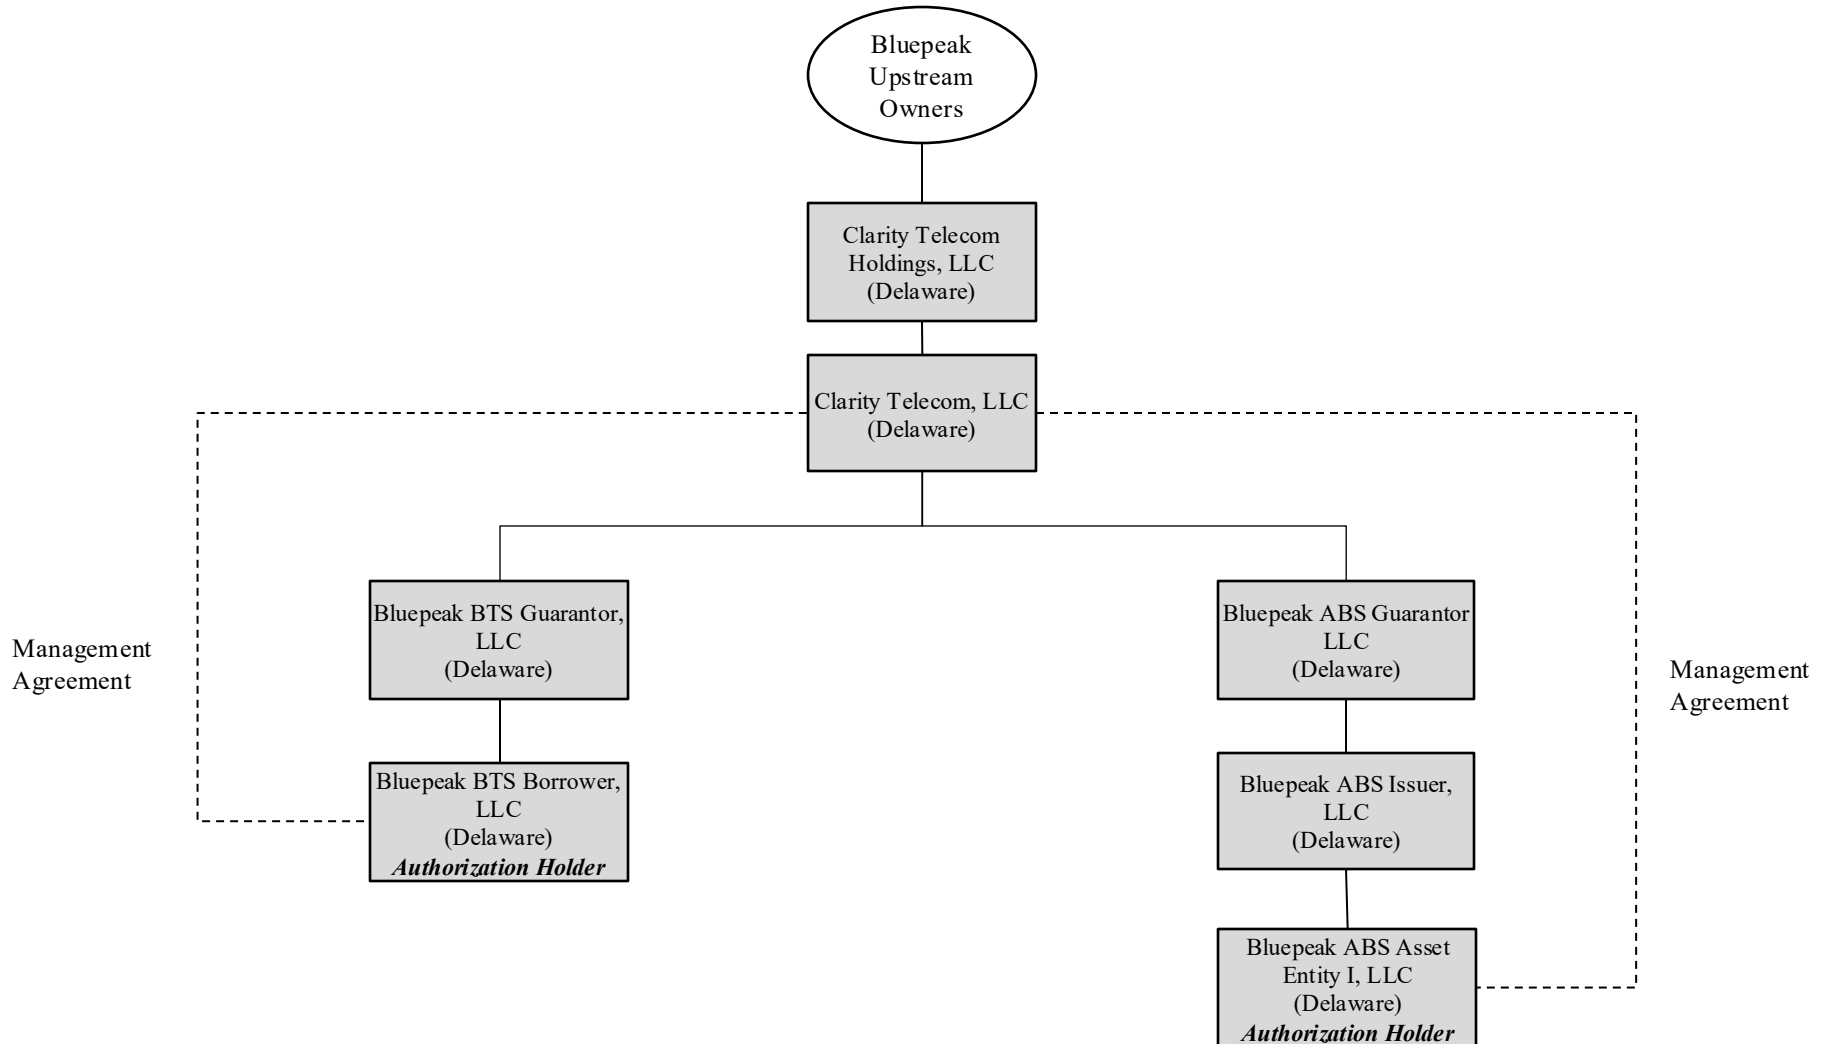 Bluepeak
Upstream
Owners
Clarity Telecom
Holdings, LLC
(Delaware)
Clarity Telecom, LLC
(Delaware)
Management
Agreement
Bluepeak BTS Guarantor,
LLC
(Delaware)
Bluepeak BTS Borrower,
LLC
(Delaware)
Authorization Holder
Bluepeak ABS Guarantor
LLC
(Delaware)
Bluepeak ABS Issuer,
LLC
(Delaware)
Bluepeak ABS Asset
Entity I, LLC
(Delaware)
Authorization Holder
Management
Agreement